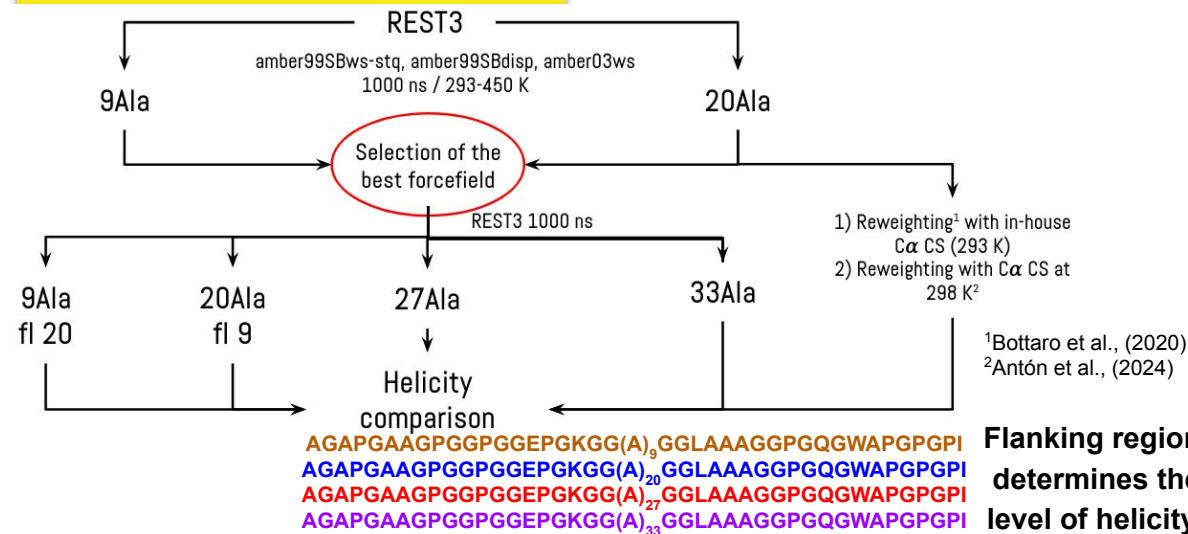 REST3
amber99SBws-stq, amber99SBdisp, amber03ws
1000 ns / 293-450 K
9Ala
20Ala
Selection of the
best forcefield
REST3 1000 ns
1) Reweighting¹ with in-house
Cα CS (293 K)
2) Reweighting with Cα CS at
298 K²
9Ala
fl 20
20Ala
fl 9
27Ala
33Ala
¹Bottaro et al., (2020)
²Antón et al., (2024)
Helicity
comparison
AGAPGAAGPGGPGGEPGKGG(A)₉GGLAAAGGPGQGWAPGPGPI
AGAPGAAGPGGPGGEPGKGG(A)₂₀GGLAAAGGPGQGWAPGPGPI
AGAPGAAGPGGPGGEPGKGG(A)₂₇GGLAAAGGPGQGWAPGPGPI
AGAPGAAGPGGPGGEPGKGG(A)₃₃GGLAAAGGPGQGWAPGPGPI
Flanking region
determines the
level of helicity